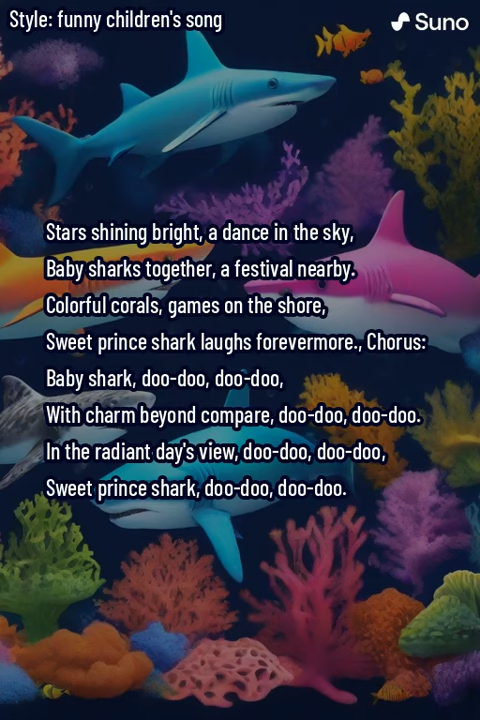 Style: funny children's song
Suno
Stars shining bright, a dance in the sky,
Baby sharks together, a festival nearby.
Colorful corals, games on the shore,
Sweet prince shark laughs forevermore., Chorus:
Baby shark, doo-doo, doo-doo,
With charm beyond compare, doo-doo, doo-doo.
In the radiant day's view, doo-doo, doo-doo,
Sweet prince shark, doo-doo, doo-doo.